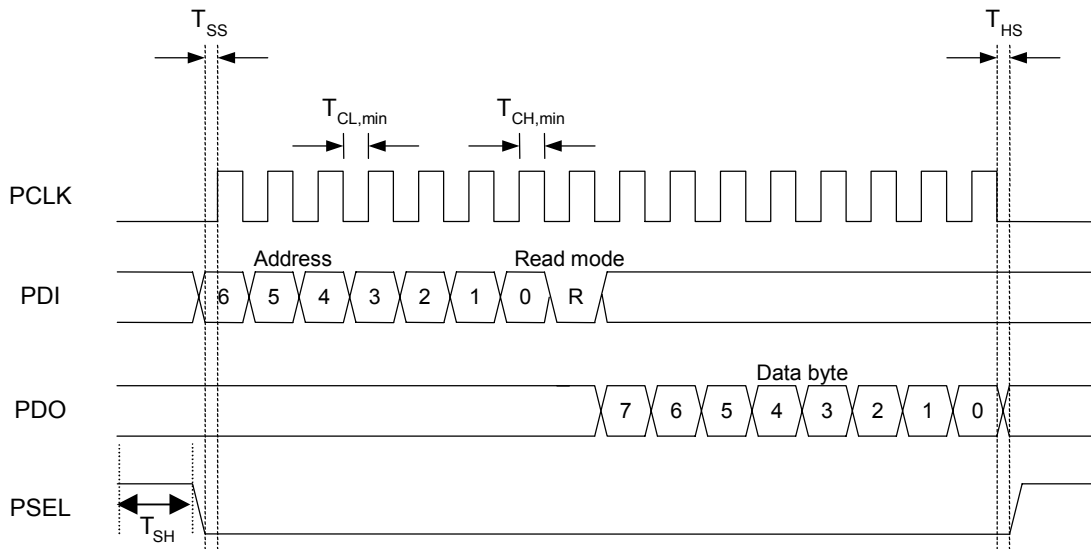 T_SS T_HS
T_CL,min T_CH,min
PCLK
Address Read mode
PDI 6 5 4 3 2 1 0 R
Data byte
PDO 7 6 5 4 3 2 1 0
PSEL
T_SH